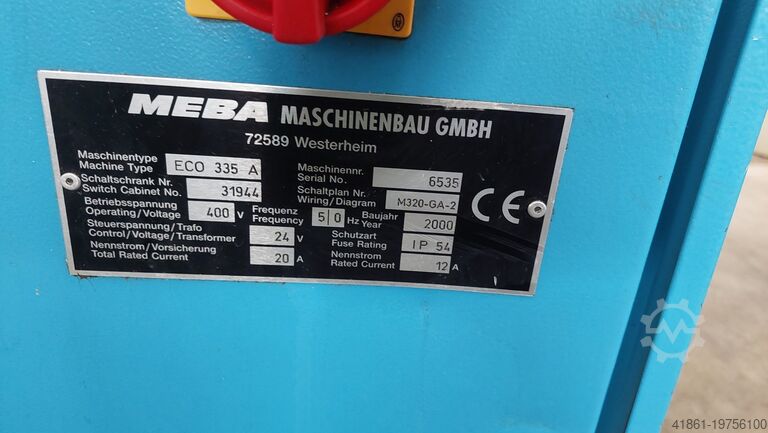 MEBA MASCHINENBAU GMBH
72589 Westerheim
Maschinentype
Machine Type ECO 335 A
Maschinennr.
Serial No. 6535
Schaltschrank Nr.
Switch Cabinet No. 31944
Schaltplan Nr.
Wiring/Diagram M320-GA-2
Betriebsspannung
Operating/Voltage 400 V
Frequenz
Frequency 50 Hz
Baujahr
Year 2000
Steuerspannung/Trafo
Control/Voltage/Transformer 24 V
Schutzart
Fuse Rating IP 54
Nennstrom/Versicherung
Total Rated Current 20 A
Nennstrom
Rated Current 12 A
CE
41861-19756100